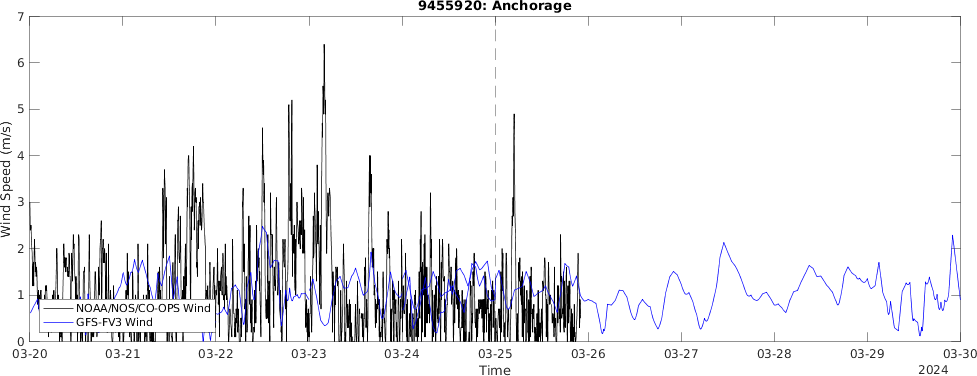 9455920: Anchorage
7
6
5
4
3
2
1
0
Wind Speed (m/s)
NOAA/NOS/CO-OPS Wind
GFS-FV3 Wind
03-20 03-21 03-22 03-23 03-24 03-25 03-26 03-27 03-28 03-29 03-30
Time
2024